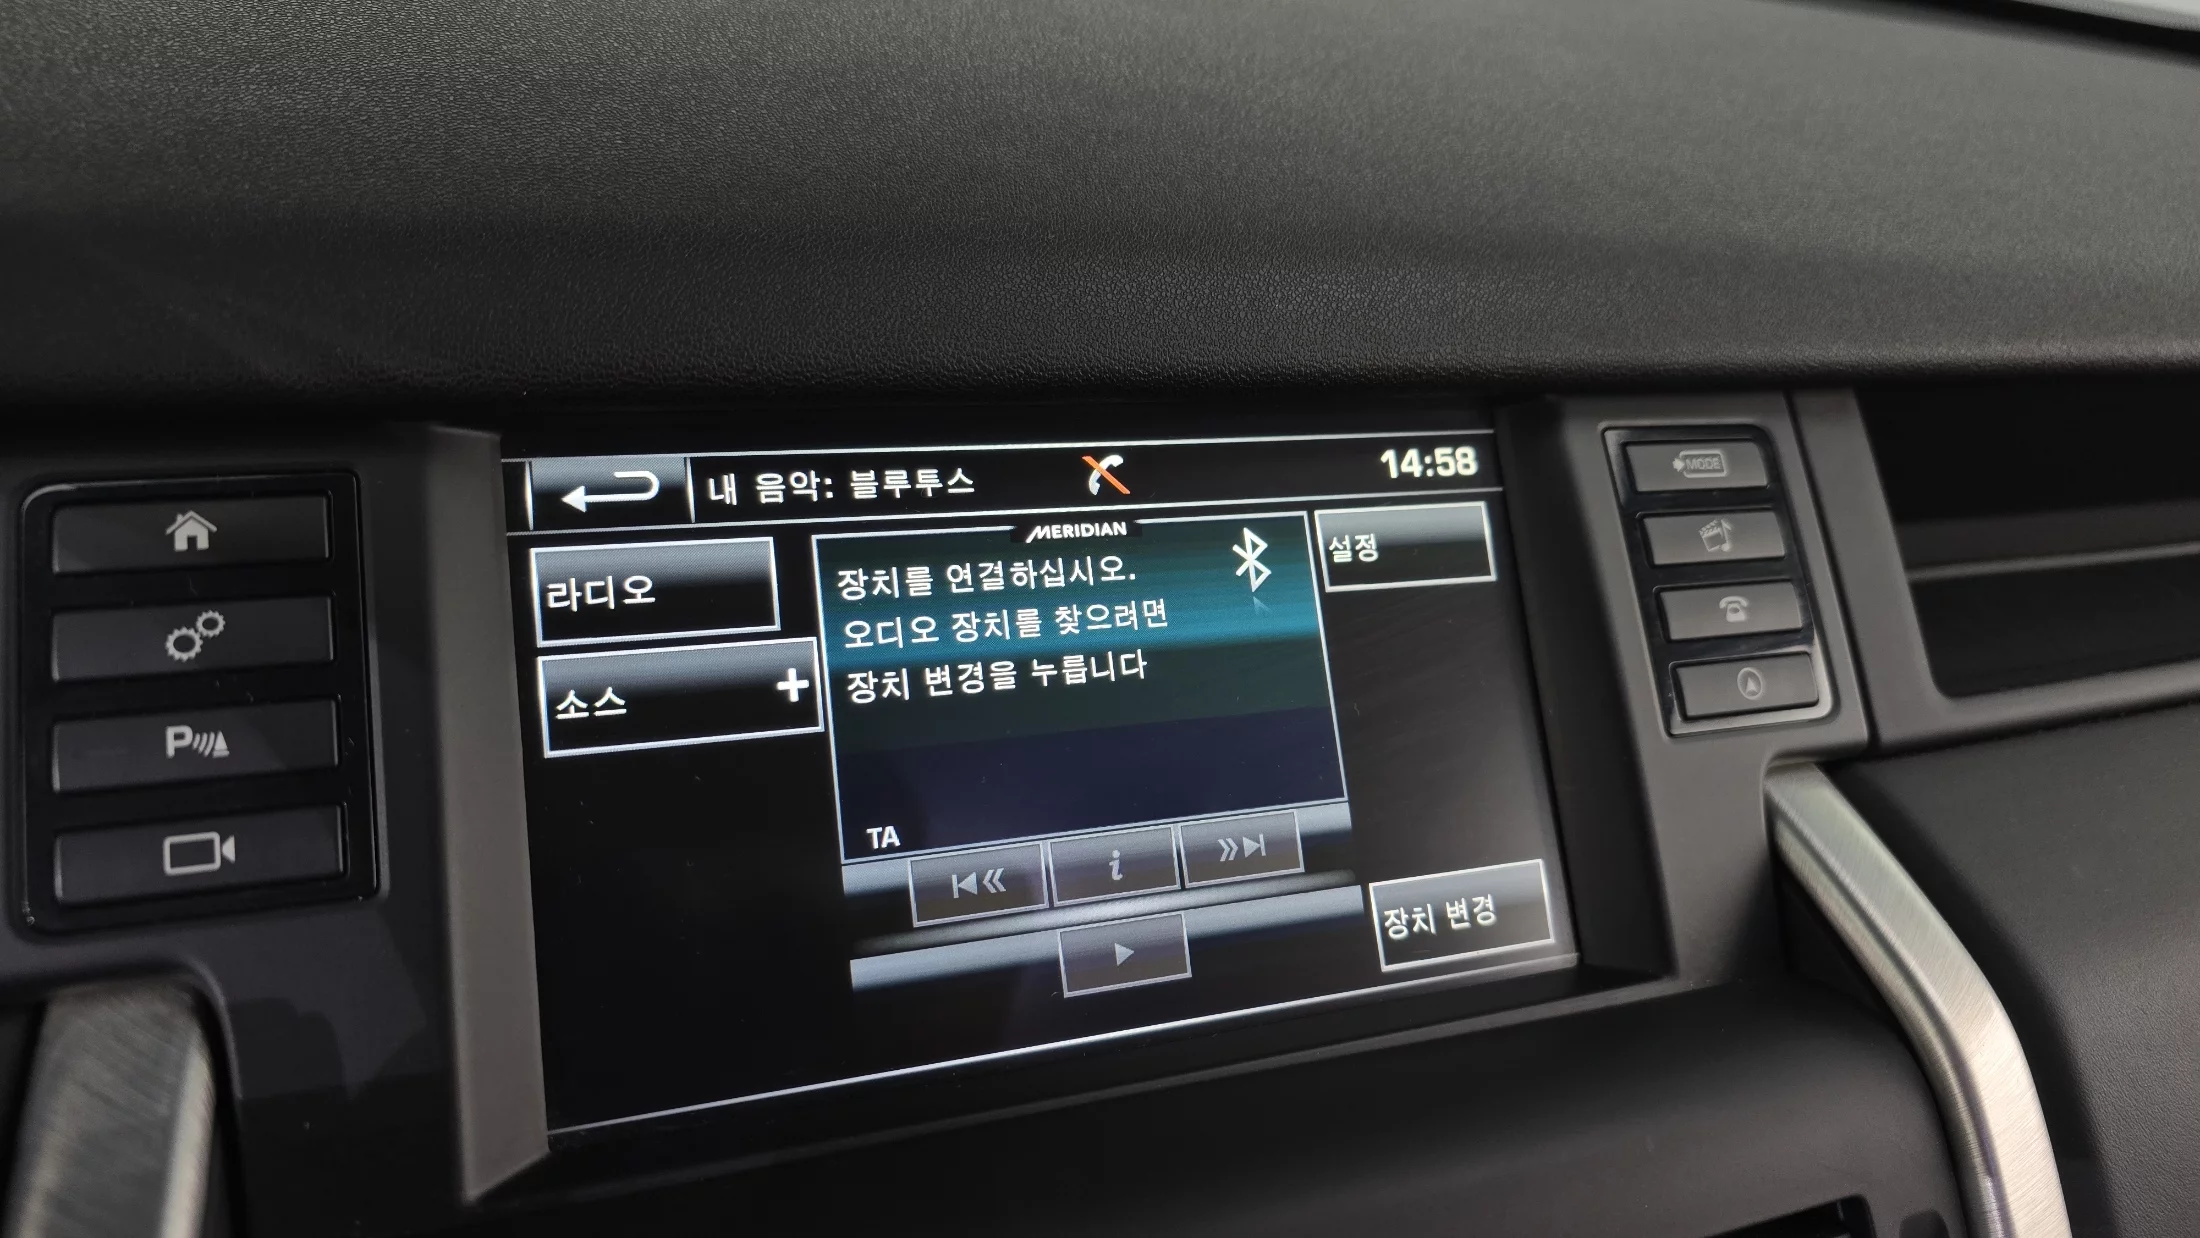 내 음악: 블루투스
14:58
MODE
MERIDIAN
라디오
장치를 연결하십시오.
오디오 장치를 찾으려면
장치 변경을 누릅니다
설정
소스 +
P
TA
i
장치 변경